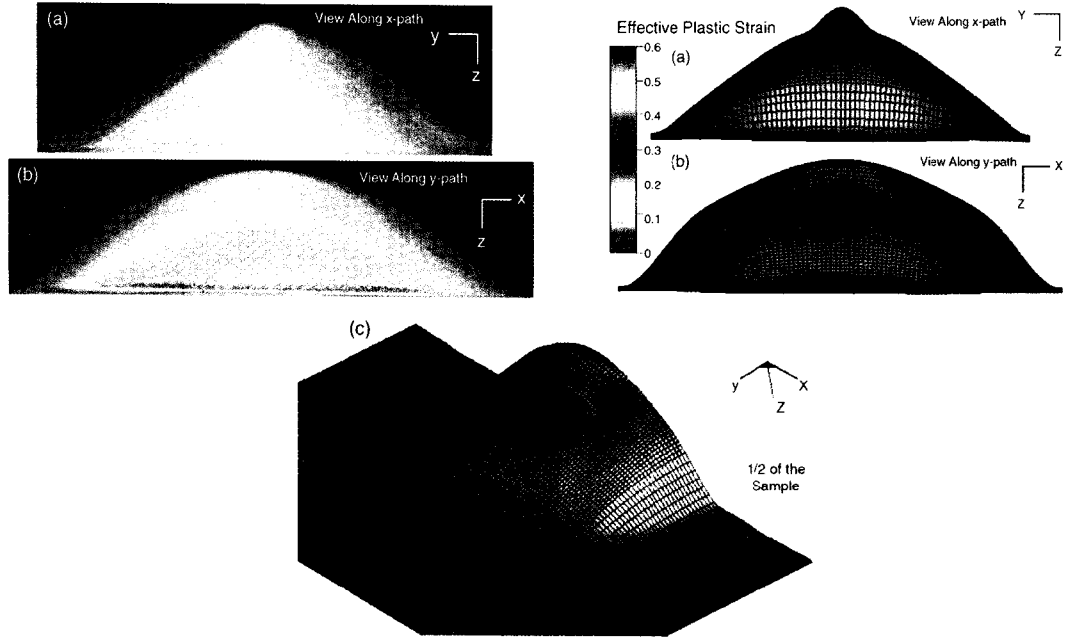 (a)
View Along x-path
y
Z
(b)
View Along y-path
X
Z
Effective Plastic Strain
0.6
0.5
0.4
0.3
0.2
0.1
0
(a)
View Along x-path
Y
Z
(b)
View Along y-path
X
Z
(c)
y
X
Z
1/2 of the
Sample